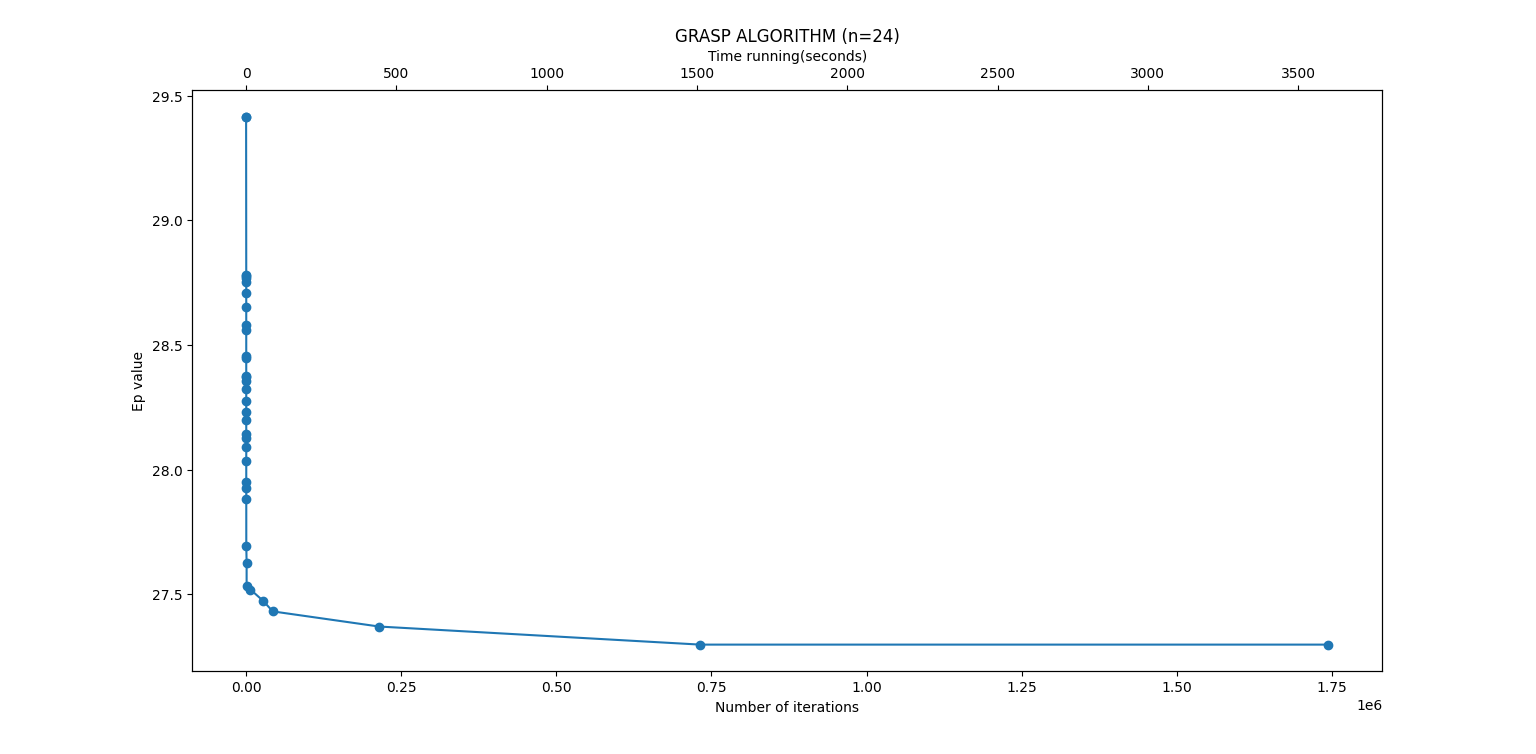 GRASP ALGORITHM (n=24)
Time running(seconds)
0 500 1000 1500 2000 2500 3000 3500
29.5
29.0
28.5
28.0
27.5
Ep value
0.00 0.25 0.50 0.75 1.00 1.25 1.50 1.75
1e6
Number of iterations